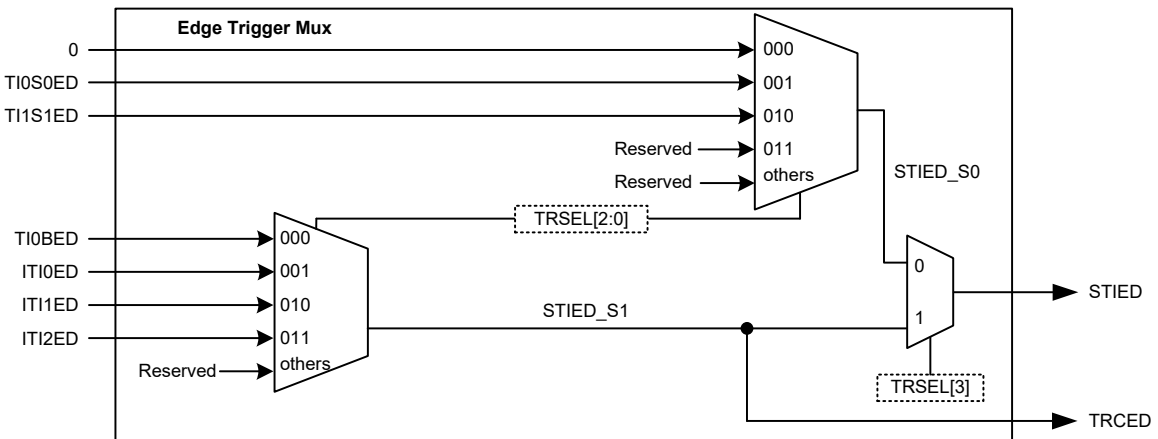 Edge Trigger Mux
0
000
TI0S0ED
001
TI1S1ED
010
Reserved
011
Reserved
others
STIED_S0
TRSEL[2:0]
TI0BED
000
ITI0ED
001
ITI1ED
010
ITI2ED
011
Reserved
others
STIED_S1
0
1
STIED
TRSEL[3]
TRCED